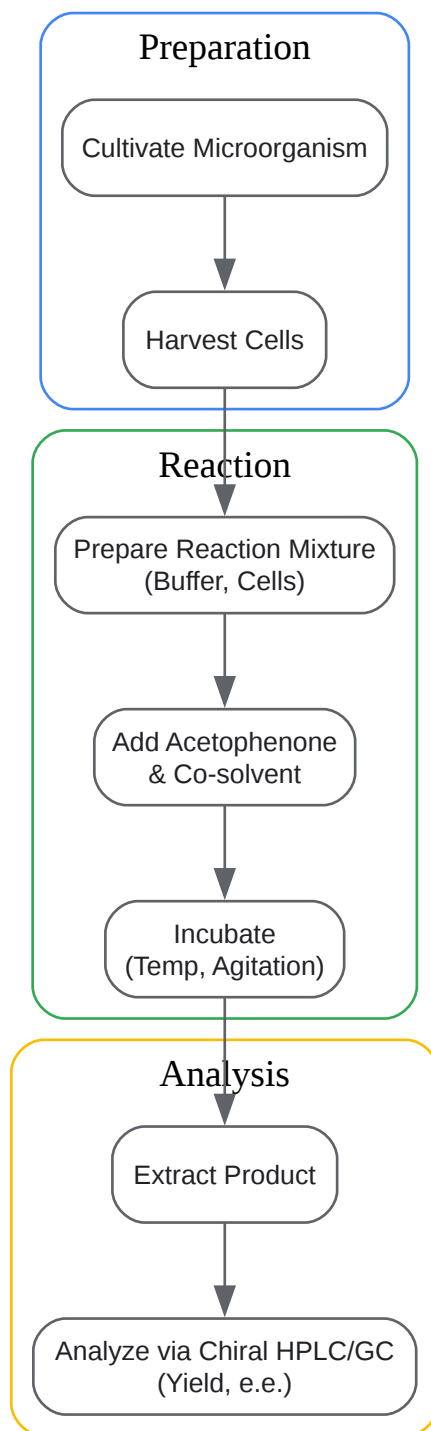 Preparation
Cultivate Microorganism
Harvest Cells
Reaction
Prepare Reaction Mixture
(Buffer, Cells)
Add Acetophenone
& Co-solvent
Incubate
(Temp, Agitation)
Analysis
Extract Product
Analyze via Chiral HPLC/GC
(Yield, e.e.)